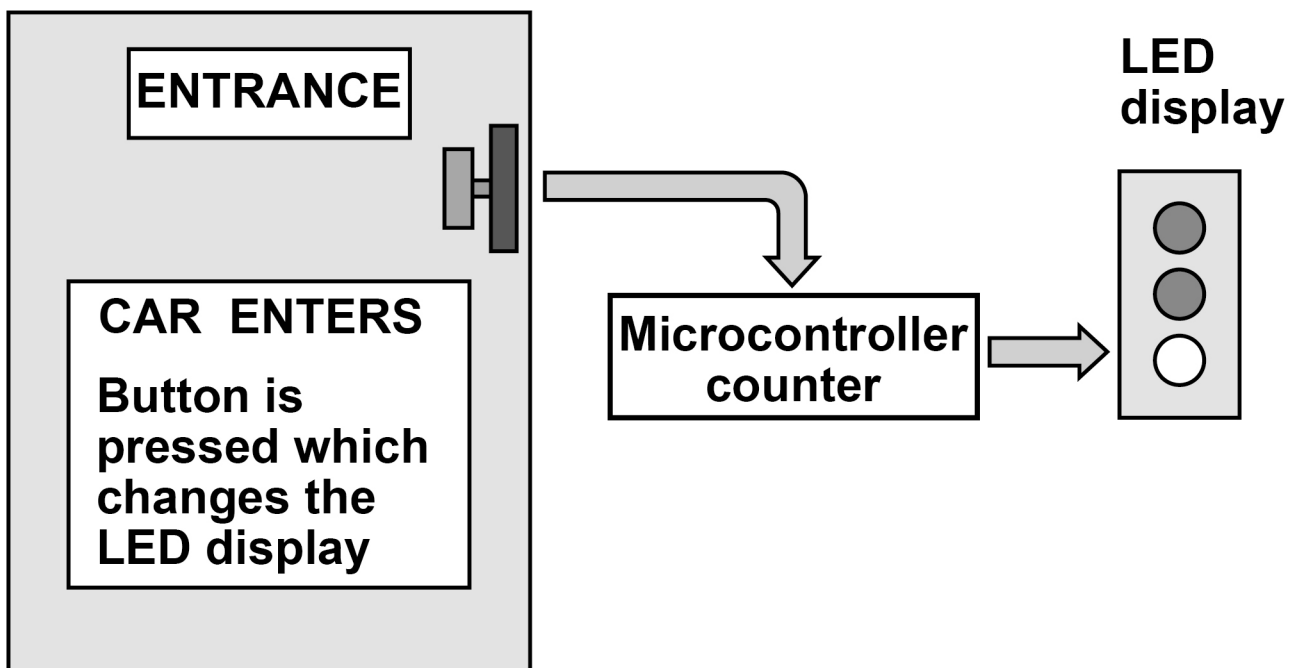 ENTRANCE
CAR ENTERS
Button is
pressed which
changes the
LED display
Microcontroller
counter
LED
display